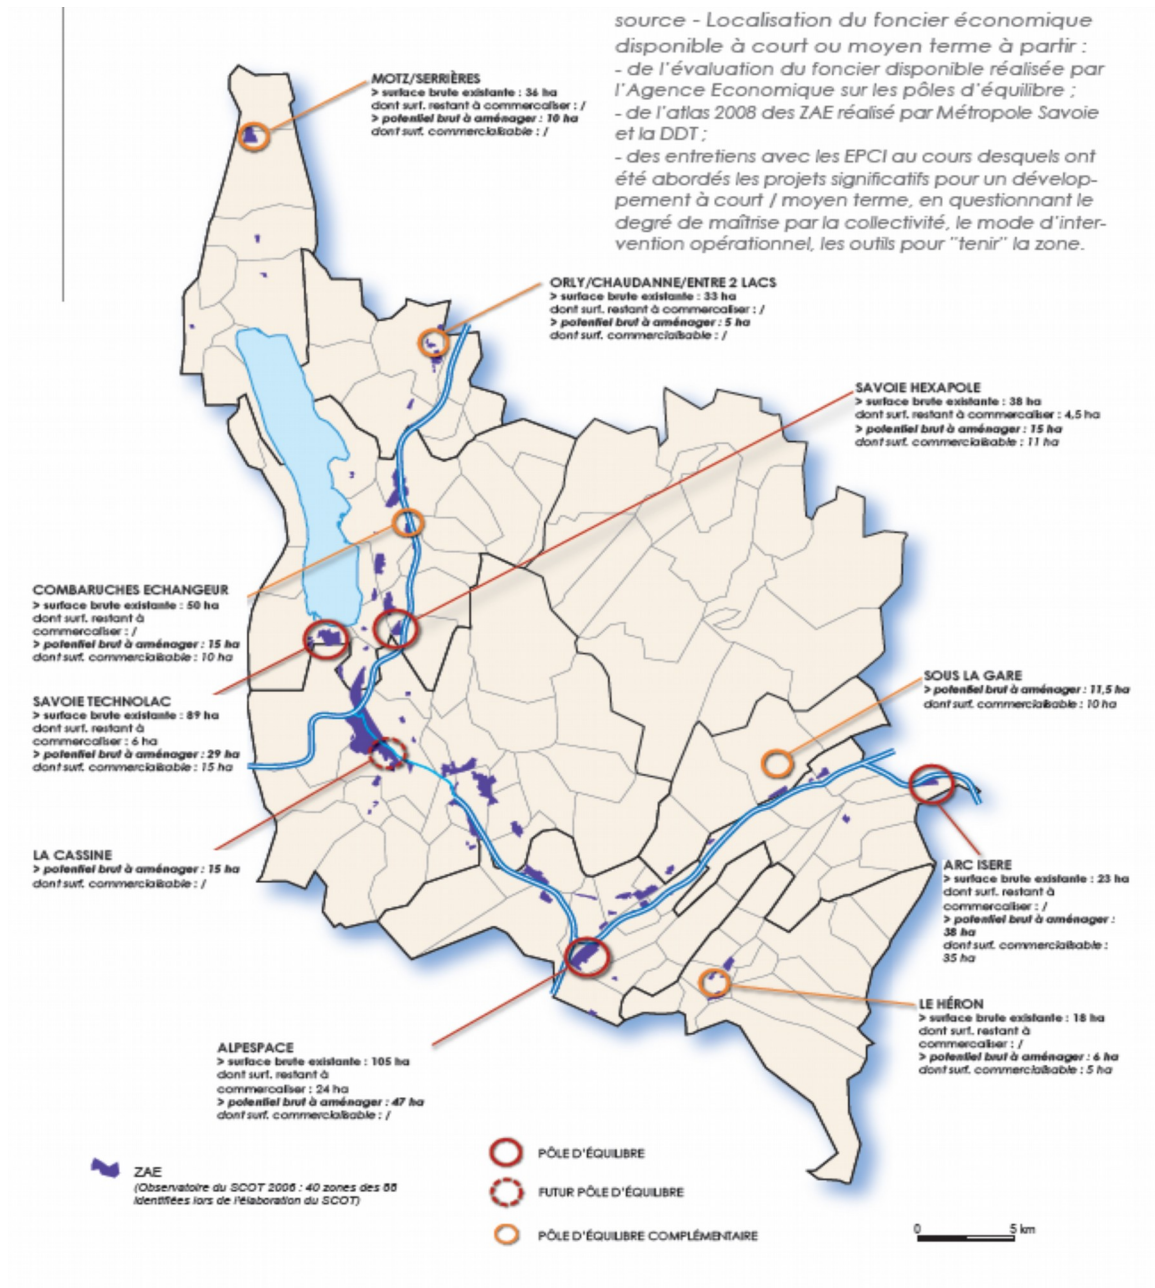 source - Localisation du foncier économique
disponible à court ou moyen terme à partir :
- de l'évaluation du foncier disponible réalisée par
l'Agence Economique sur les pôles d'équilibre ;
- de l'atlas 2008 des ZAE réalisé par Métropole Savoie
et la DDT ;
- des entretiens avec les EPCI au cours desquels ont
été abordés les projets significatifs pour un dévelop-
pement à court / moyen terme, en questionnant le
degré de maîtrise par la collectivité, le mode d'inter-
vention opérationnel, les outils pour "tenir" la zone.
MOTZ/SERRIÈRES
> surface brute existante : 36 ha
dont surf. restant à commercaliser : /
> potentiel brut à aménager : 10 ha
dont surf. commercialisable : /
ORLY/CHAUDANNE/ENTRE 2 LACS
> surface brute existante : 33 ha
dont surf. restant à commercaliser : /
> potentiel brut à aménager : 5 ha
dont surf. commercialisable : /
SAVOIE HEXAPOLE
> surface brute existante : 38 ha
dont surf. restant à commercaliser : 4,5 ha
> potentiel brut à aménager : 15 ha
dont surf. commercialisable : 11 ha
COMBARUCHES ECHANGEUR
> surface brute existante : 50 ha
dont surf. restant à
commercaliser : /
> potentiel brut à aménager : 15 ha
dont surf. commercialisable : 10 ha
SAVOIE TECHNOLAC
> surface brute existante : 89 ha
dont surf. restant à
commercaliser : 6 ha
> potentiel brut à aménager : 29 ha
dont surf. commercialisable : 15 ha
SOUS LA GARE
> potentiel brut à aménager : 11,5 ha
dont surf. commercialisable : 10 ha
LA CASSINE
> potentiel brut à aménager : 15 ha
dont surf. commercialisable : /
ARC ISERE
> surface brute existante : 23 ha
dont surf. restant à
commercaliser : /
> potentiel brut à aménager :
38 ha
dont surf. commercialisable :
35 ha
LE HÉRON
> surface brute existante : 18 ha
dont surf. restant à
commercaliser : /
> potentiel brut à aménager : 6 ha
dont surf. commercialisable : 5 ha
ALPESPACE
> surface brute existante : 105 ha
dont surf. restant à
commercaliser : 24 ha
> potentiel brut à aménager : 47 ha
dont surf. commercialisable : /
ZAE
(Observatoire du SCOT 2006 : 40 zones des 88
identifiées lors de l'élaboration du SCOT)
PÔLE D'ÉQUILIBRE
FUTUR PÔLE D'ÉQUILIBRE
PÔLE D'ÉQUILIBRE COMPLÉMENTAIRE
0 5 km